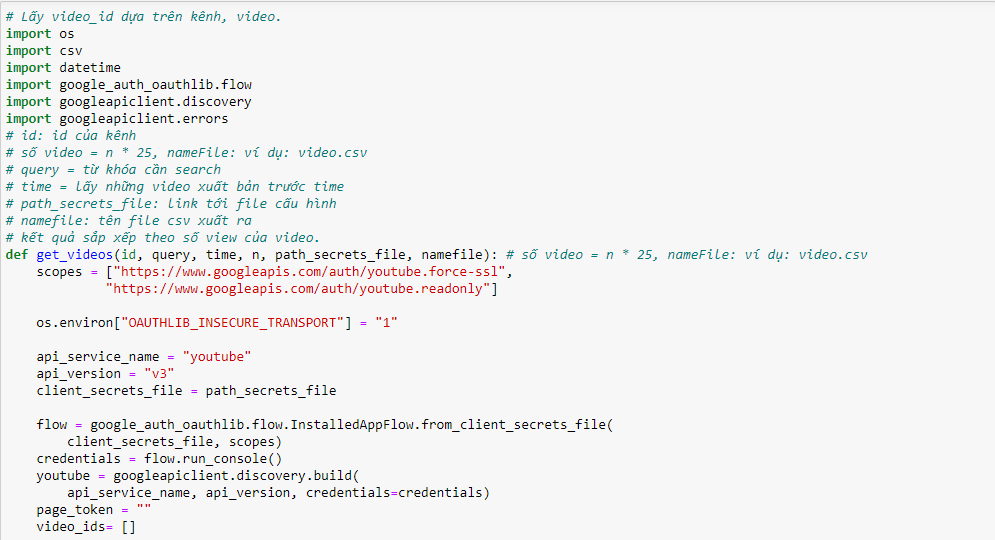 # Lấy video_id dựa trên kênh, video.
import os
import csv
import datetime
import google_auth_oauthlib.flow
import googleapiclient.discovery
import googleapiclient.errors
# id: id của kênh
# số video = n * 25, nameFile: ví dụ: video.csv
# query = từ khóa cần search
# time = lấy những video xuất bản trước time
# path_secrets_file: link tới file cấu hình
# namefile: tên file csv xuất ra
# kết quả sắp xếp theo số view của video.
def get_videos(id, query, time, n, path_secrets_file, namefile): # số video = n * 25, nameFile: ví dụ: video.csv
    scopes = ["https://www.googleapis.com/auth/youtube.force-ssl",
             "https://www.googleapis.com/auth/youtube.readonly"]
    os.environ["OAUTHLIB_INSECURE_TRANSPORT"] = "1"
    api_service_name = "youtube"
    api_version = "v3"
    client_secrets_file = path_secrets_file
    flow = google_auth_oauthlib.flow.InstalledAppFlow.from_client_secrets_file(
        client_secrets_file, scopes)
    credentials = flow.run_console()
    youtube = googleapiclient.discovery.build(
        api_service_name, api_version, credentials=credentials)
    page_token = ""
    video_ids= []